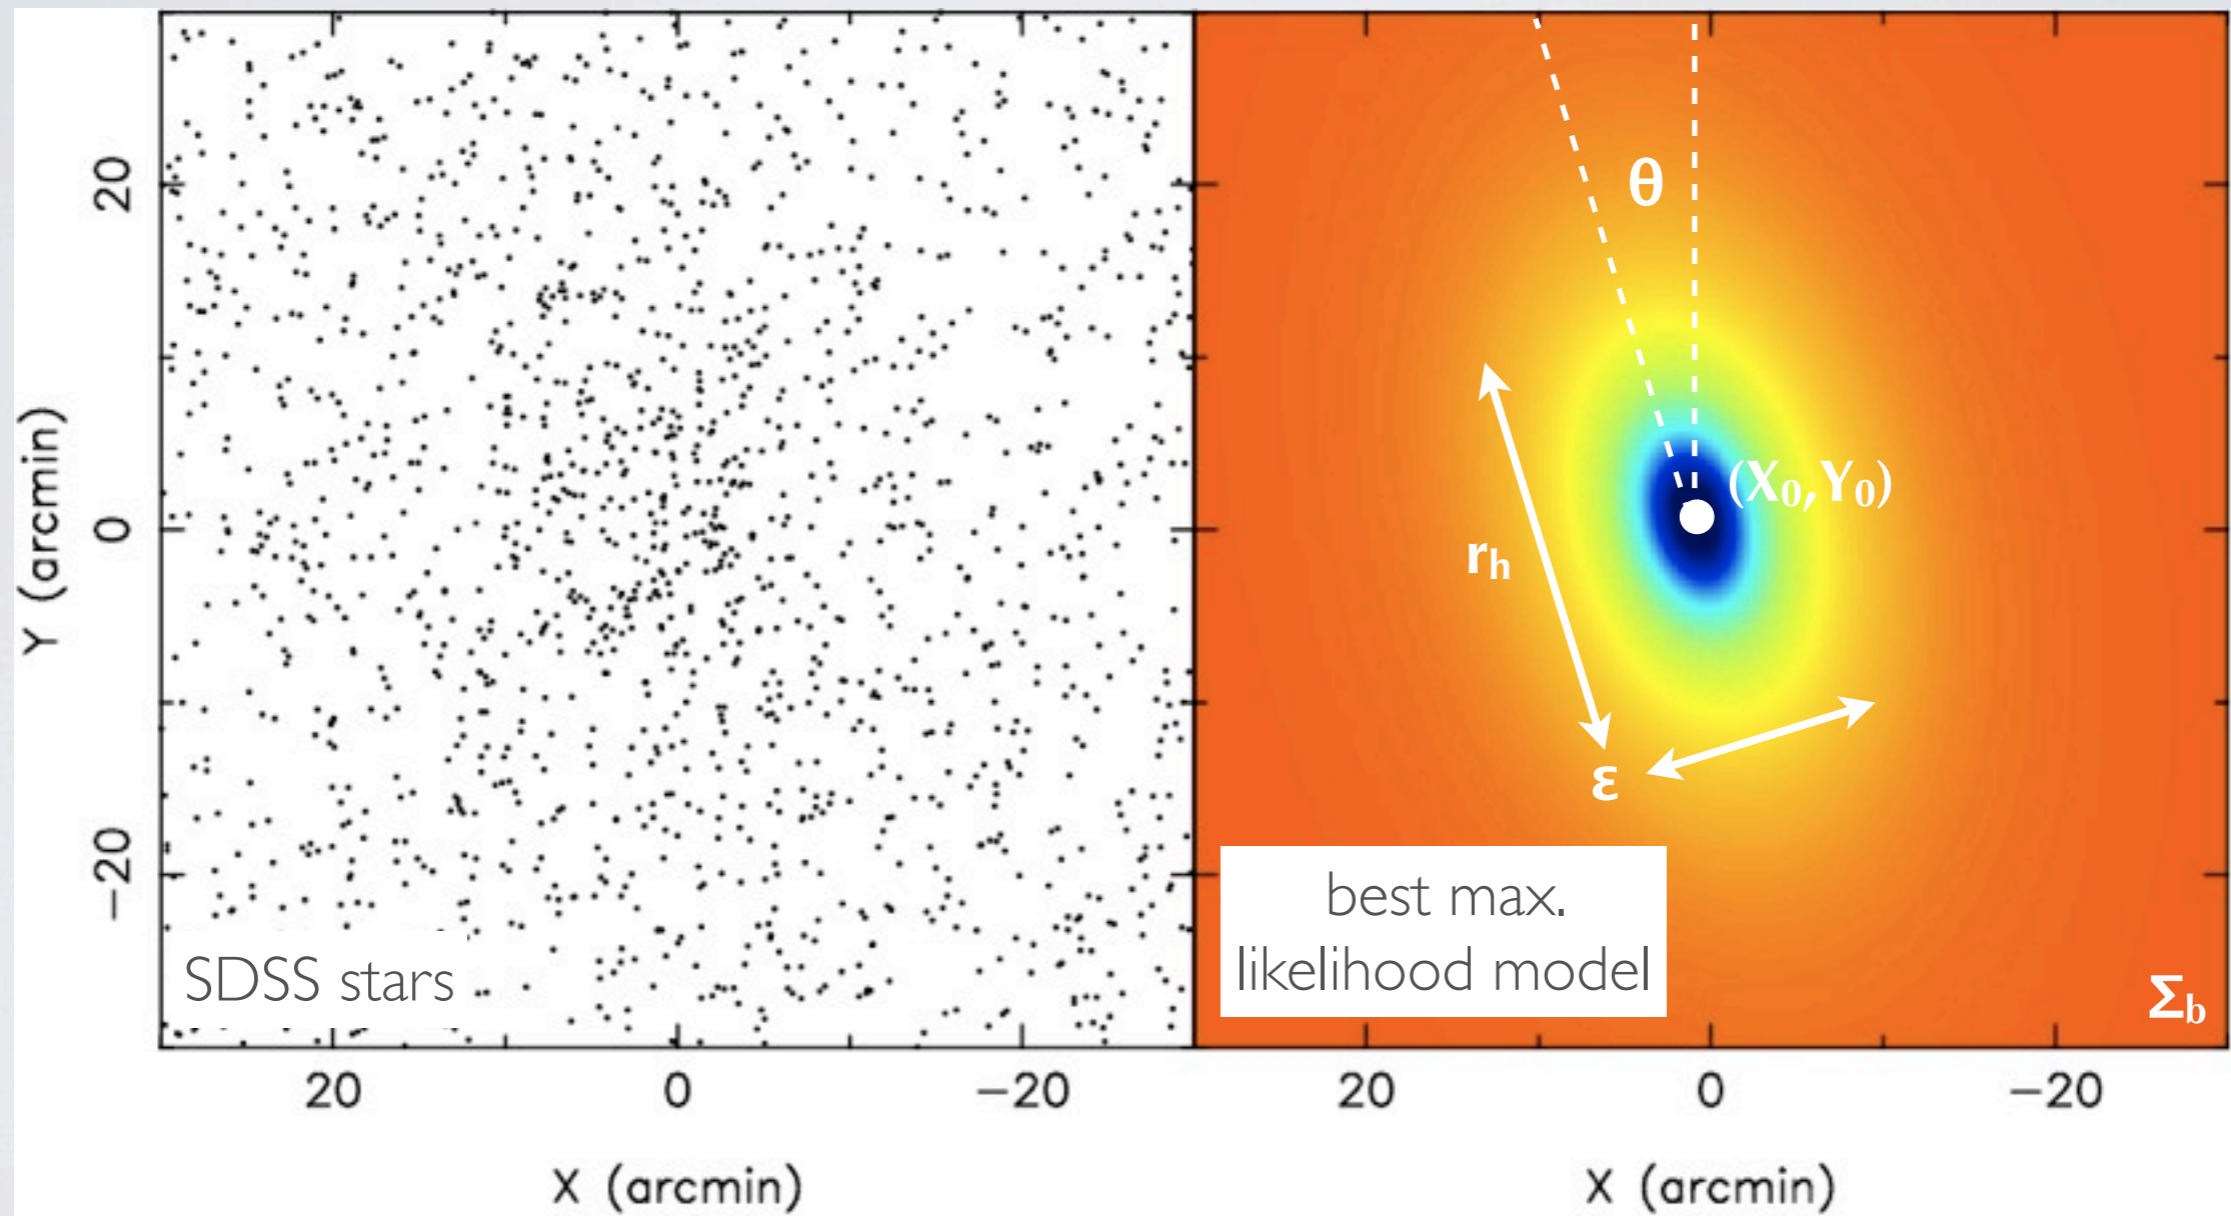 Y (arcmin)
20
0
−20
SDSS stars
20
0
−20
X (arcmin)
θ
(X₀,Y₀)
rₕ
ε
best max.
likelihood model
Σb
20
0
−20
X (arcmin)